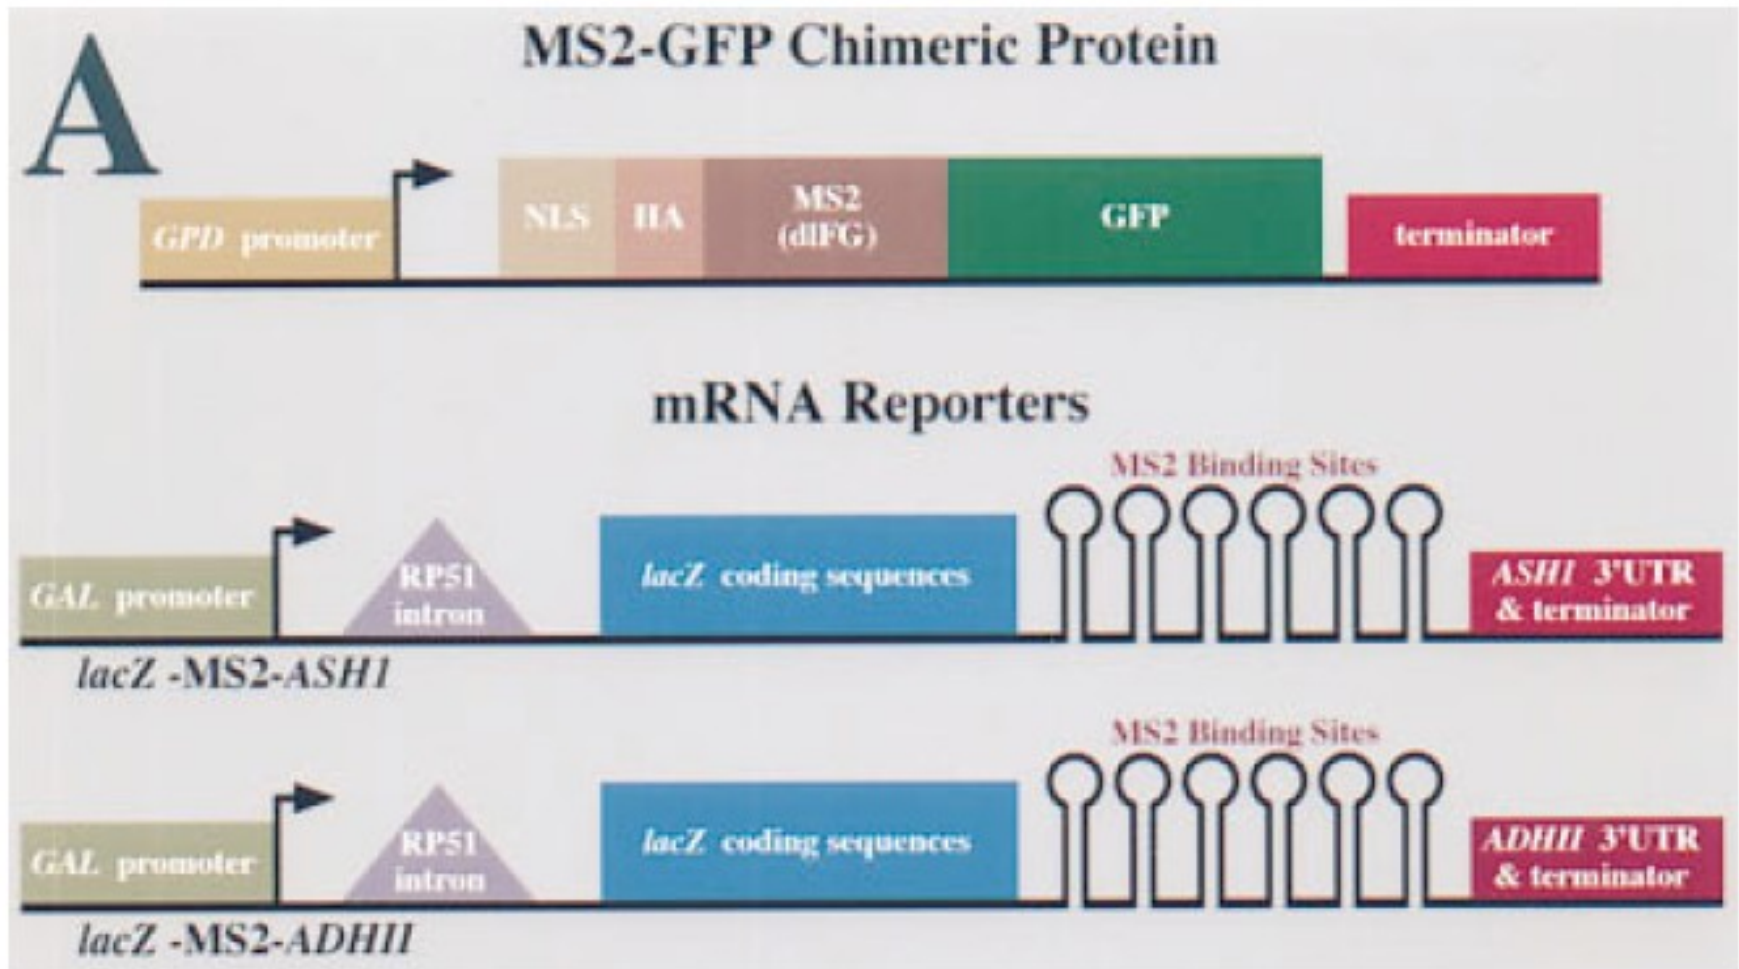 A
MS2-GFP Chimeric Protein
GPD promoter
NLS
HA
MS2
(dlFG)
GFP
terminator
mRNA Reporters
MS2 Binding Sites
GAL promoter
RP51
intron
lacZ coding sequences
ASH1 3'UTR
& terminator
lacZ -MS2-ASH1
MS2 Binding Sites
GAL promoter
RP51
intron
lacZ coding sequences
ADHII 3'UTR
& terminator
lacZ -MS2-ADHII